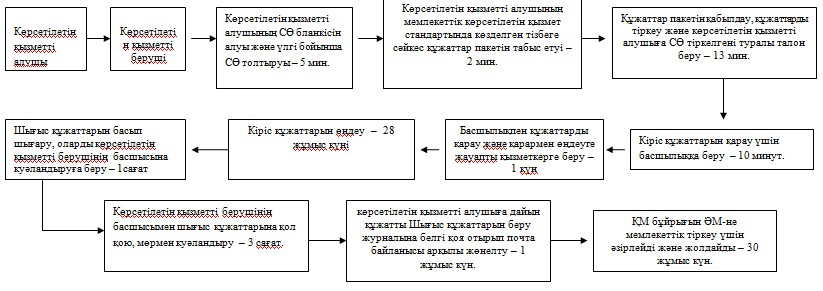 Көрсетілетін
қызметті
алушы
Көрсетілеті
н қызметті
беруші
Көрсетілетін қызметті
алушының СӨ бланкісін
алуы және үлгі бойынша
СӨ толтыруы – 5 мин.
Көрсетілетін қызметті алушының
мемлекеттік көрсетілетін қызмет
стандартында көзделген тізбеге
сәйкес құжаттар пакетін табыс етуі –
2 мин.
Құжаттар пакетін қабылдау, құжаттарды
тіркеу және көрсетілетін қызметті
алушыға СӨ тіркелгені туралы талон
беру – 13 мин.
Кіріс құжаттарын қарау үшін
басшылыққа беру – 10 минут.
Басшылықпен құжаттарды
қарау және қарармен өңдеуге
жауапты қызметкерге беру –
1 күн
Кіріс құжаттарын өңдеу – 28
жұмыс күні
Шығыс құжаттарын басып
шығару, оларды көрсетілетін
қызметті берушінің басшысына
куәландыруға беру – 1сағат
Көрсетілетін қызметті берушінің
басшысымен шығыс құжаттарына қол
қою, мөрмен куәландыру – 3 сағат.
көрсетілетін қызметті алушыға дайын
құжатты Шығыс құжаттарын беру
журналына белгі қоя отырып почта
байланысы арқылы жөнелту – 1
жұмыс күн.
ҚМ бұйрығын ӘМ-не
мемлекеттік тіркеу үшін
әзірлейді және жолдайды – 30
жұмыс күн.